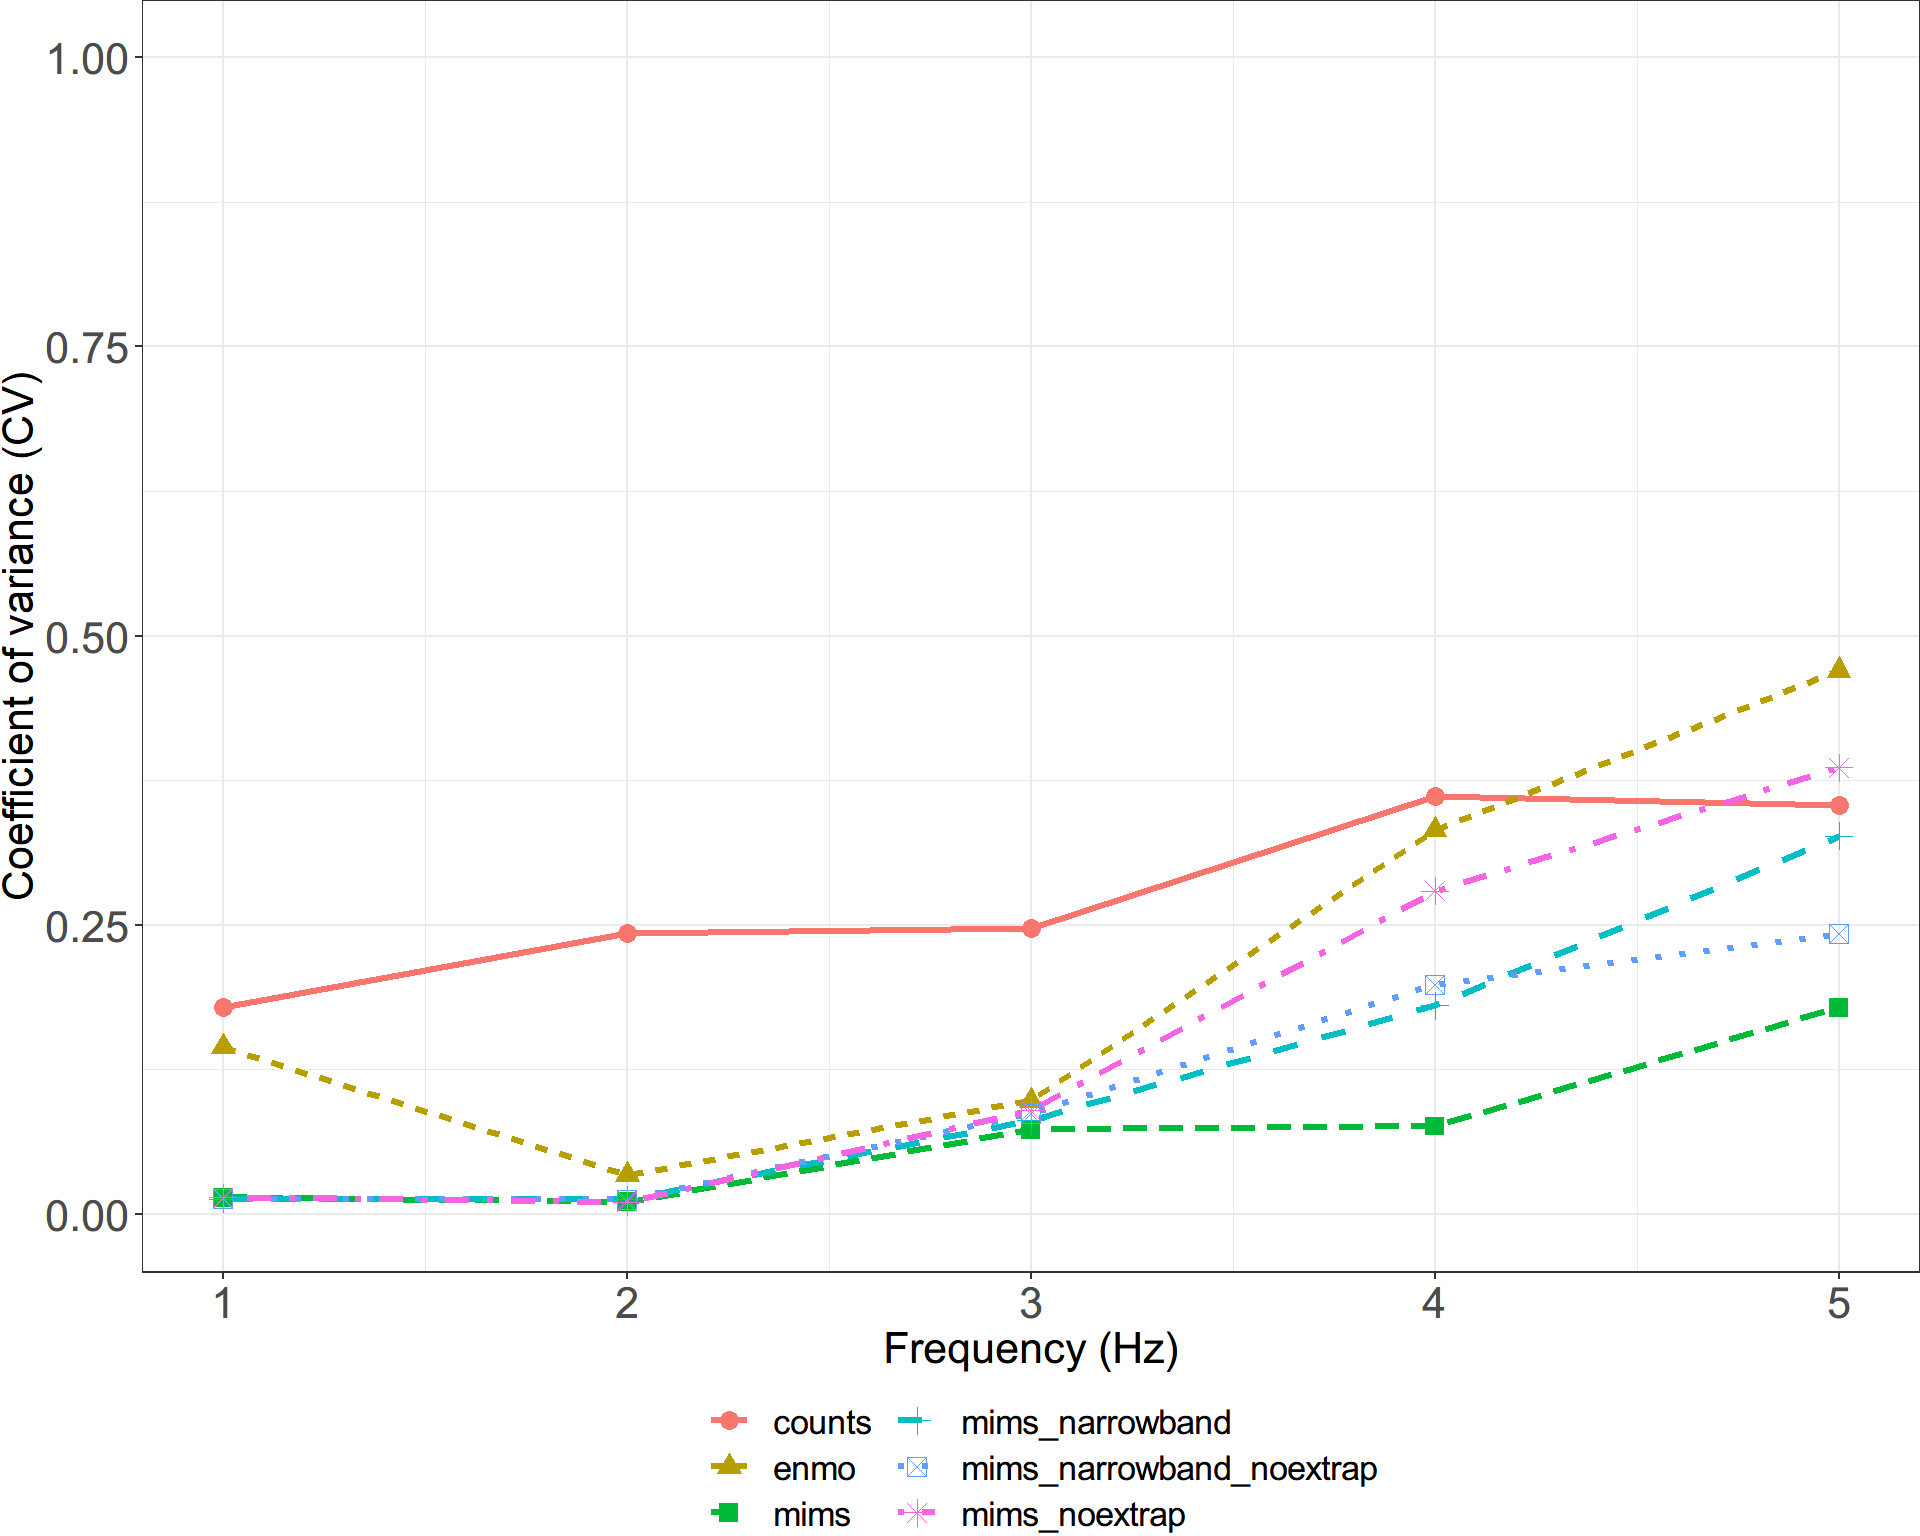 1.00
0.75
0.50
0.25
0.00
Coefficient of variance (CV)
1 2 3 4 5
Frequency (Hz)
counts mims_narrowband
enmo mims_narrowband_noextrap
mims mims_noextrap